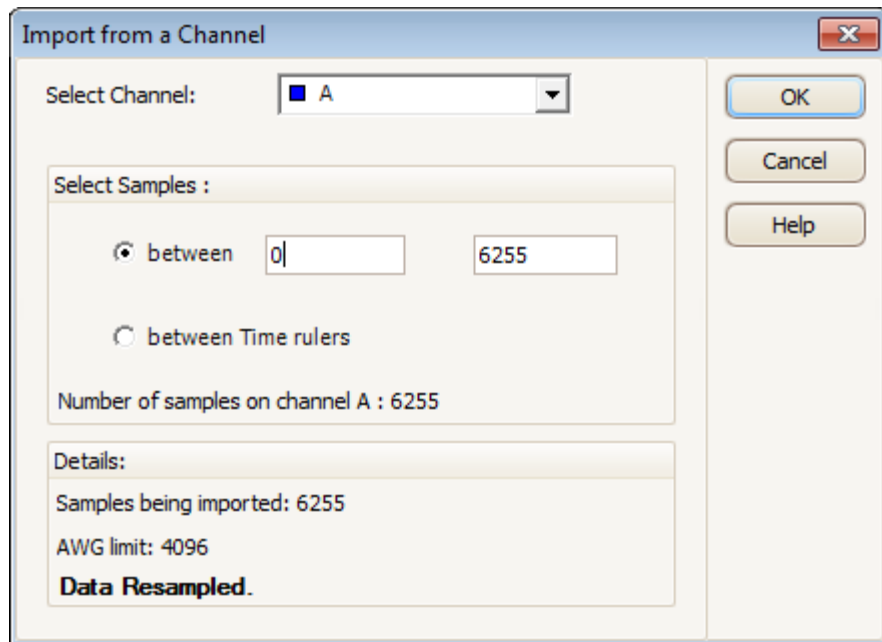 Import from a Channel
Select Channel: A
OK
Cancel
Help
Select Samples :
between 0 6255
between Time rulers
Number of samples on channel A : 6255
Details:
Samples being imported: 6255
AWG limit: 4096
Data Resampled.